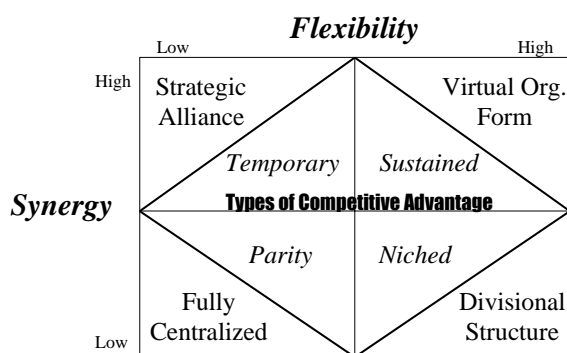 Flexibility
Low High
High
Strategic Virtual Org.
Alliance Form
Temporary Sustained
Types of Competitive Advantage
Synergy
Parity Niched
Fully Divisional
Centralized Structure
Low